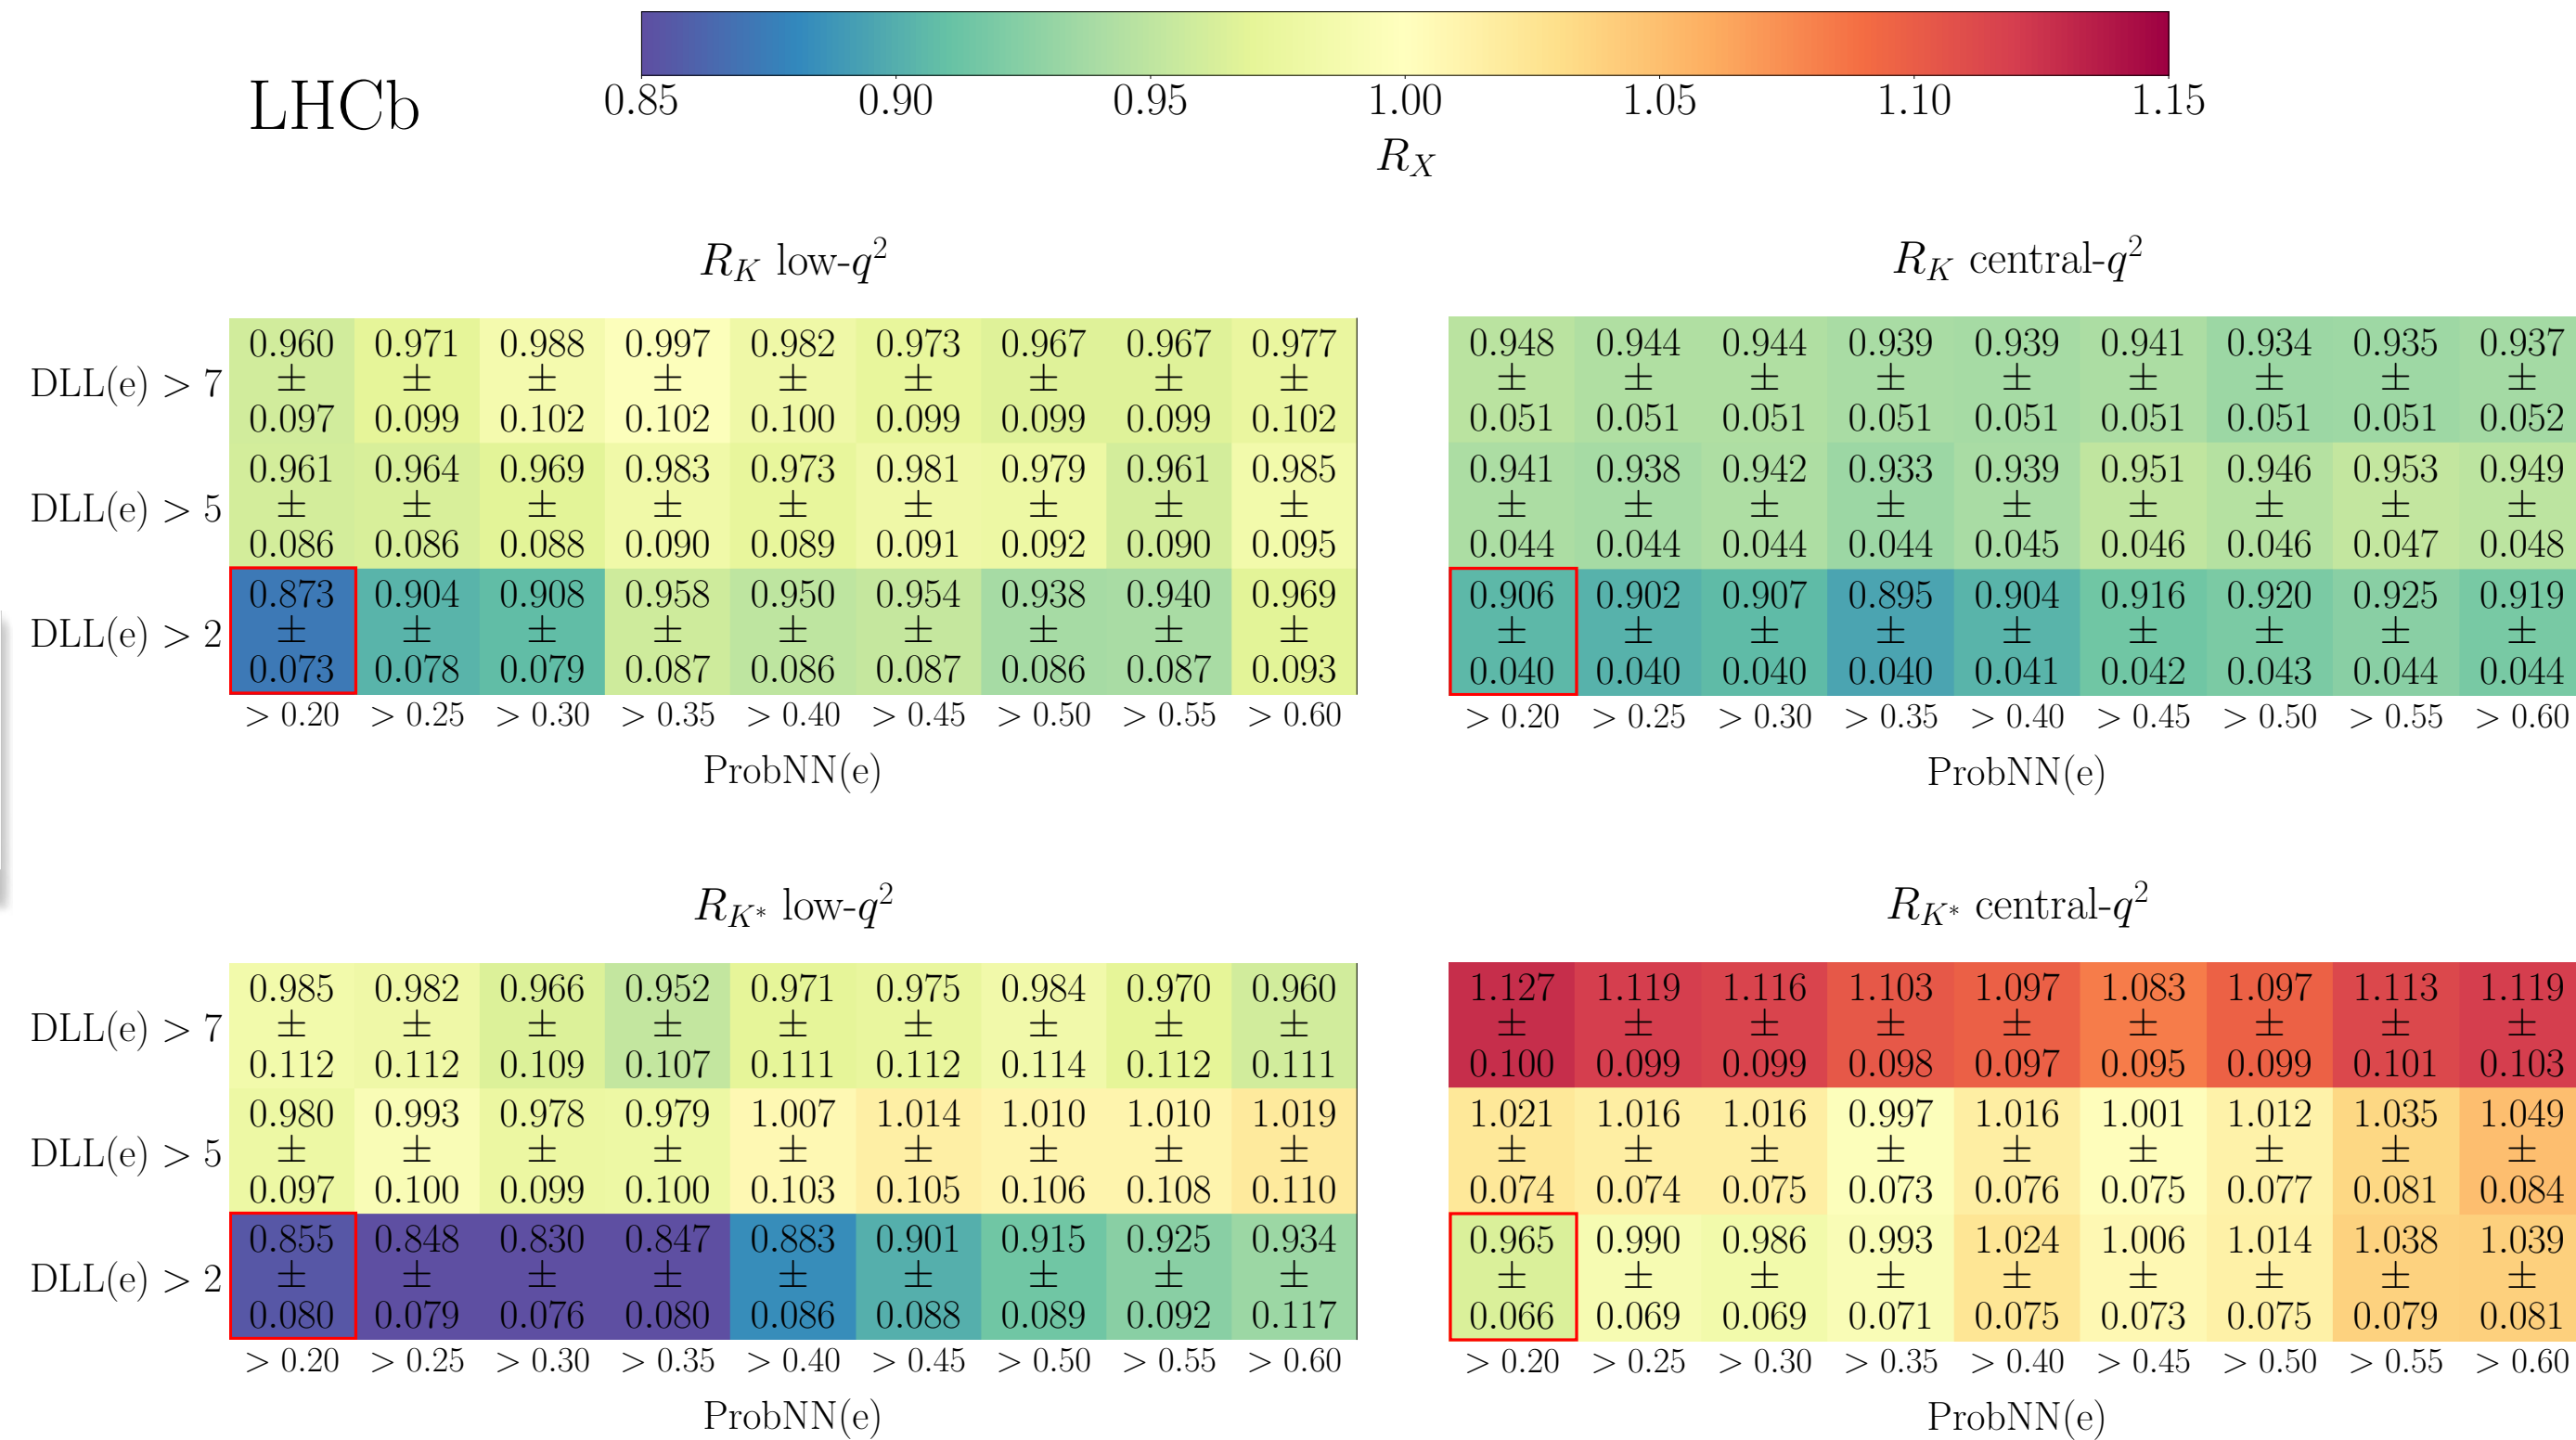 LHCb
0.85 0.90 0.95 1.00 1.05 1.10 1.15
R_X
R_K low-q²
DLL(e) > 7
0.960 0.971 0.988 0.997 0.982 0.973 0.967 0.967 0.977
± ± ± ± ± ± ± ± ±
0.097 0.099 0.102 0.102 0.100 0.099 0.099 0.099 0.102
DLL(e) > 5
0.961 0.964 0.969 0.983 0.973 0.981 0.979 0.961 0.985
± ± ± ± ± ± ± ± ±
0.086 0.086 0.088 0.090 0.089 0.091 0.092 0.090 0.095
DLL(e) > 2
0.873 0.904 0.908 0.958 0.950 0.954 0.938 0.940 0.969
± ± ± ± ± ± ± ± ±
0.073 0.078 0.079 0.087 0.086 0.087 0.086 0.087 0.093
> 0.20 > 0.25 > 0.30 > 0.35 > 0.40 > 0.45 > 0.50 > 0.55 > 0.60
ProbNN(e)
R_K central-q²
0.948 0.944 0.944 0.939 0.939 0.941 0.934 0.935 0.937
± ± ± ± ± ± ± ± ±
0.051 0.051 0.051 0.051 0.051 0.051 0.051 0.051 0.052
0.941 0.938 0.942 0.933 0.939 0.951 0.946 0.953 0.949
± ± ± ± ± ± ± ± ±
0.044 0.044 0.044 0.044 0.045 0.046 0.046 0.047 0.048
0.906 0.902 0.907 0.895 0.904 0.916 0.920 0.925 0.919
± ± ± ± ± ± ± ± ±
0.040 0.040 0.040 0.040 0.041 0.042 0.043 0.044 0.044
> 0.20 > 0.25 > 0.30 > 0.35 > 0.40 > 0.45 > 0.50 > 0.55 > 0.60
ProbNN(e)
R_K* low-q²
DLL(e) > 7
0.985 0.982 0.966 0.952 0.971 0.975 0.984 0.970 0.960
± ± ± ± ± ± ± ± ±
0.112 0.112 0.109 0.107 0.111 0.112 0.114 0.112 0.111
DLL(e) > 5
0.980 0.993 0.978 0.979 1.007 1.014 1.010 1.010 1.019
± ± ± ± ± ± ± ± ±
0.097 0.100 0.099 0.100 0.103 0.105 0.106 0.108 0.110
DLL(e) > 2
0.855 0.848 0.830 0.847 0.883 0.901 0.915 0.925 0.934
± ± ± ± ± ± ± ± ±
0.080 0.079 0.076 0.080 0.086 0.088 0.089 0.092 0.117
> 0.20 > 0.25 > 0.30 > 0.35 > 0.40 > 0.45 > 0.50 > 0.55 > 0.60
ProbNN(e)
R_K* central-q²
1.127 1.119 1.116 1.103 1.097 1.083 1.097 1.113 1.119
± ± ± ± ± ± ± ± ±
0.100 0.099 0.099 0.098 0.097 0.095 0.099 0.101 0.103
1.021 1.016 1.016 0.997 1.016 1.001 1.012 1.035 1.049
± ± ± ± ± ± ± ± ±
0.074 0.074 0.075 0.073 0.076 0.075 0.077 0.081 0.084
0.965 0.990 0.986 0.993 1.024 1.006 1.014 1.038 1.039
± ± ± ± ± ± ± ± ±
0.066 0.069 0.069 0.071 0.075 0.073 0.075 0.079 0.081
> 0.20 > 0.25 > 0.30 > 0.35 > 0.40 > 0.45 > 0.50 > 0.55 > 0.60
ProbNN(e)